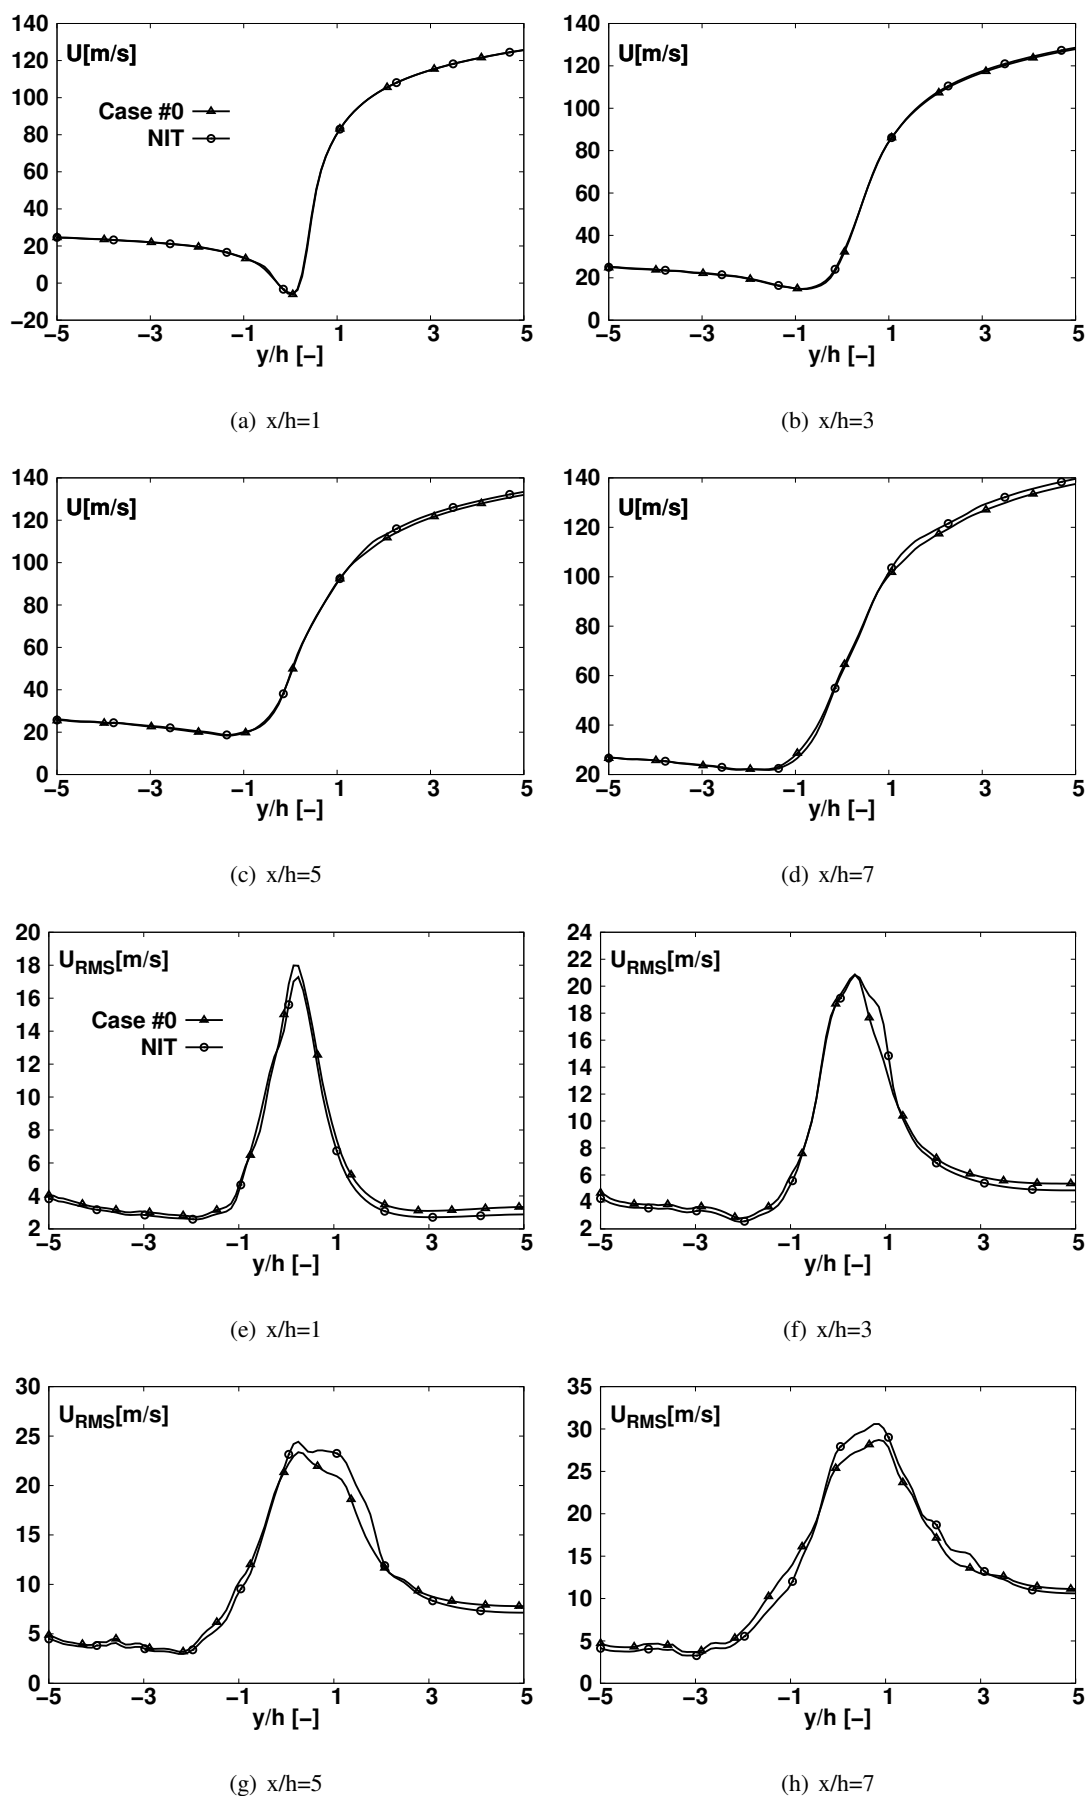 140
120
100
80
60
40
20
0
−20
U[m/s]
Case #0
NIT
−5 −3 −1 1 3 5
y/h [−]
(a) x/h=1
140
120
100
80
60
40
20
0
U[m/s]
−5 −3 −1 1 3 5
y/h [−]
(b) x/h=3
140
120
100
80
60
40
20
0
U[m/s]
−5 −3 −1 1 3 5
y/h [−]
(c) x/h=5
140
120
100
80
60
40
20
U[m/s]
−5 −3 −1 1 3 5
y/h [−]
(d) x/h=7
20
18
16
14
12
10
8
6
4
2
URMS[m/s]
Case #0
NIT
−5 −3 −1 1 3 5
y/h [−]
(e) x/h=1
24
22
20
18
16
14
12
10
8
6
4
2
URMS[m/s]
−5 −3 −1 1 3 5
y/h [−]
(f) x/h=3
30
25
20
15
10
5
0
URMS[m/s]
−5 −3 −1 1 3 5
y/h [−]
(g) x/h=5
35
30
25
20
15
10
5
0
URMS[m/s]
−5 −3 −1 1 3 5
y/h [−]
(h) x/h=7